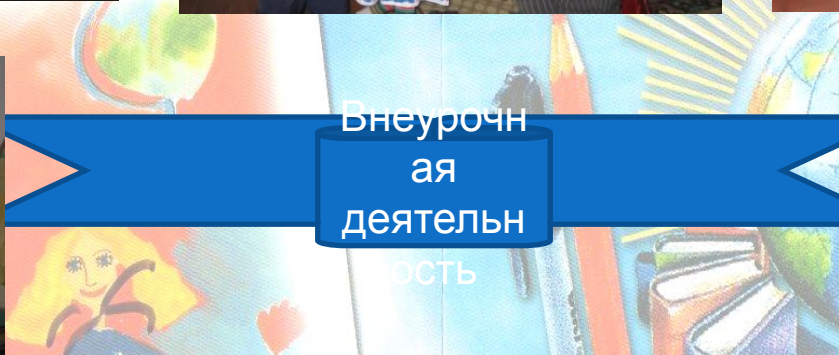 Внеурочн
ая
деятельн
ость